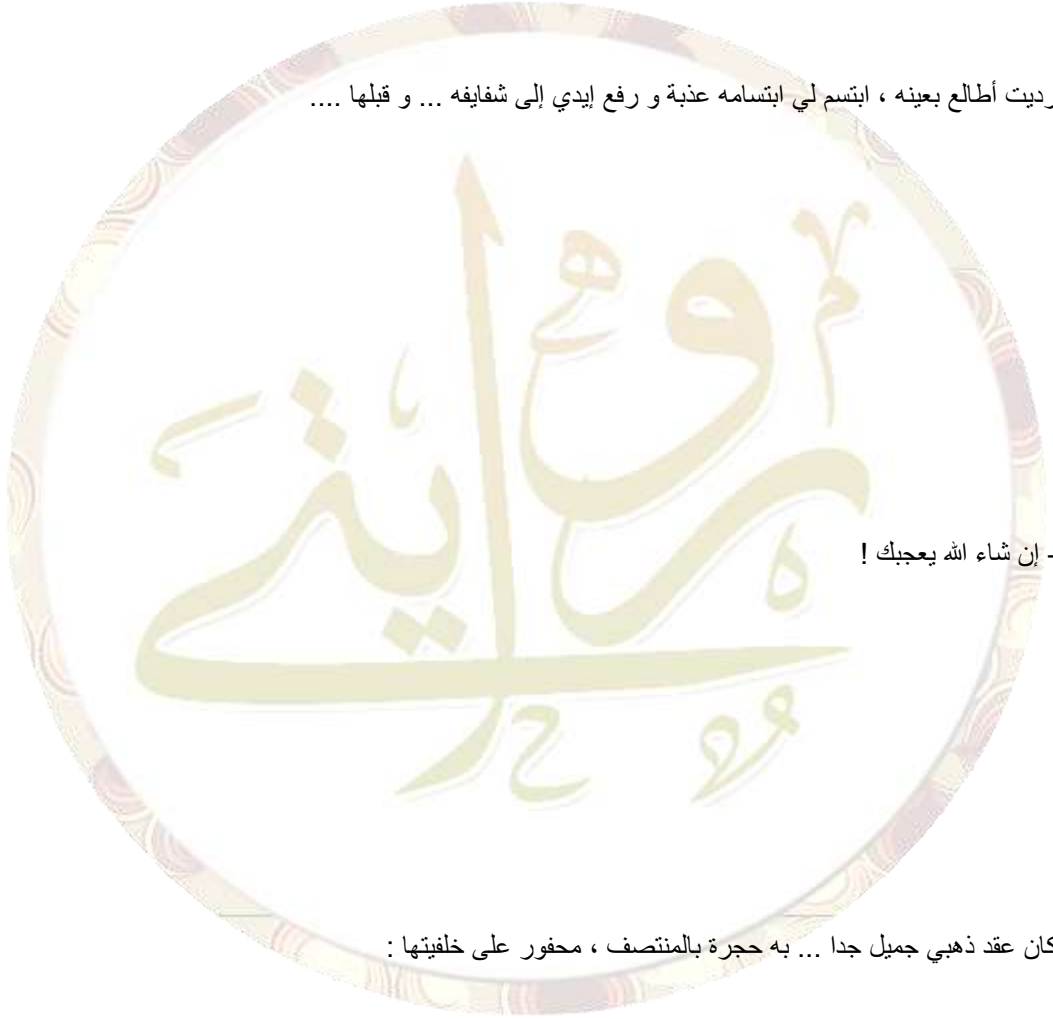 رديت أطالع بعينه ، ابتسم لي ابتسامه عذبة و رفع إيدي إلى شفايفه ... و قبلها ....
روايتي
- إن شاء الله يعجبك !
كان عقد ذهبي جميل جدا ... به حجرة بالمنتصف ، محفور على خلفيتها :